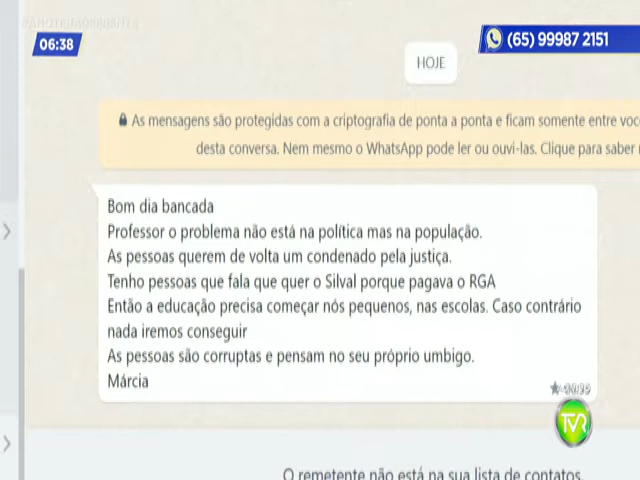 06:38
(65) 99987 2151
HOJE
As mensagens são protegidas com a criptografia de ponta a ponta e ficam somente entre você
desta conversa. Nem mesmo o WhatsApp pode ler ou ouvi-las. Clique para saber
Bom dia bancada
Professor o problema não está na política mas na população.
As pessoas querem de volta um condenado pela justiça.
Tenho pessoas que fala que quer o Silval porque pagava o RGA
Então a educação precisa começar nós pequenos, nas escolas. Caso contrário
nada iremos conseguir
As pessoas são corruptas e pensam no seu próprio umbigo.
Márcia
TVR
O remetente não está na sua lista de contatos.